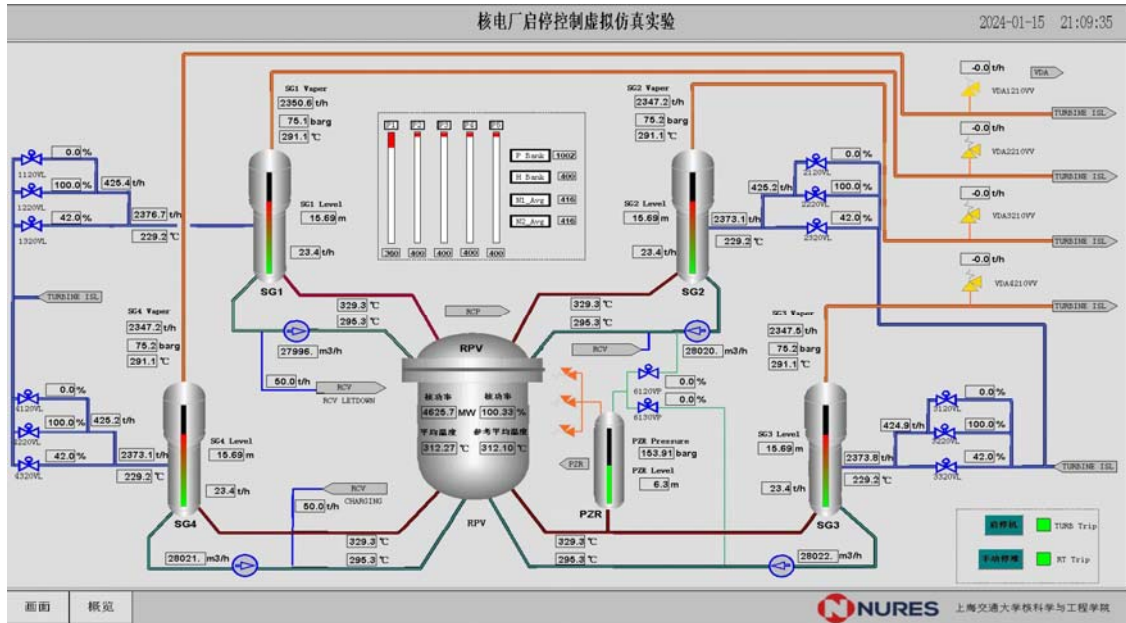 核电厂启停控制虚拟仿真实验
2024-01-15 21:09:35
SG1 Vaper
2350.6 t/h
75.1 barg
291.1 ℃
P1 P2 P3 P4 P5
P Bank 1002
H Bank 400
N1_Avg 416
N2_Avg 416
360 400 400 400 400
SG2 Vaper
2347.2 t/h
75.2 barg
291.1 ℃
-0.0 t/h
VDA
VDA1210VV
TURBINE ISL
-0.0 t/h
VDA2210VV
TURBINE ISL
-0.0 t/h
VDA3210VV
TURBINE ISL
-0.0 t/h
VDA4210VV
TURBINE ISL
0.0 %
1120VL
100.0 %
425.4 t/h
1220VL
42.0 %
2376.7 t/h
1320VL
229.2 ℃
SG1 Level
15.69 m
23.4 t/h
SG1
SG2 Level
15.69 m
23.4 t/h
SG2
0.0 %
2120VL
425.2 t/h
100.0 %
2220VL
2373.1 t/h
42.0 %
2320VL
229.2 ℃
TURBINE ISL
329.3 ℃
295.3 ℃
27996. m3/h
RCP
329.3 ℃
295.3 ℃
28020. m3/h
RCV
50.0 t/h
RCV
RCV LETDOWN
RPV
核功率 核功率
4625.7 MW 100.33 %
平均温度 参考平均温度
312.27 ℃ 312.10 ℃
RPV
6120VP
0.0 %
6130VP
0.0 %
PZR Pressure
153.91 barg
PZR Level
6.3 m
PZR
PZR
SG4 Vaper
2347.2 t/h
75.2 barg
291.1 ℃
0.0 %
4120VL
100.0 %
425.2 t/h
4220VL
42.0 %
2373.1 t/h
4320VL
229.2 ℃
SG4 Level
15.69 m
23.4 t/h
SG4
RCV
CHARGING
50.0 t/h
329.3 ℃
295.3 ℃
28021. m3/h
SG3 Vaper
2347.5 t/h
75.2 barg
291.1 ℃
SG3 Level
15.69 m
23.4 t/h
SG3
0.0 %
3120VL
424.9 t/h
100.0 %
3220VL
2373.8 t/h
42.0 %
3320VL
229.2 ℃
TURBINE ISL
329.3 ℃
295.3 ℃
28022. m3/h
启停机
TURB Trip
手动停堆
RT Trip
画面
概览
NURES
上海交通大学核科学与工程学院